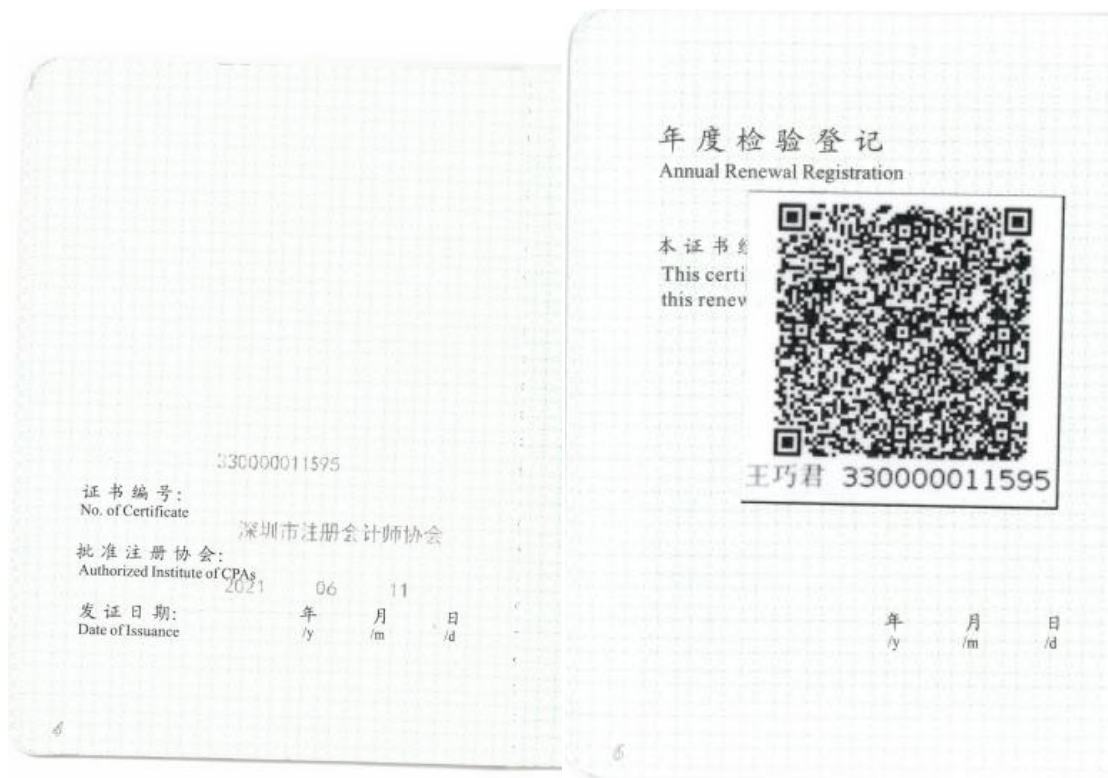 330000011595
证书编号:
No. of Certificate
深圳市注册会计师协会
批准注册协会:
Authorized Institute of CPAs
2021 06 11
发证日期: 年 月 日
Date of Issuance /y /m /d
6
年度检验登记
Annual Renewal Registration
本证书经
This certi
this renew
王巧君 330000011595
年 月 日
/y /m /d
6